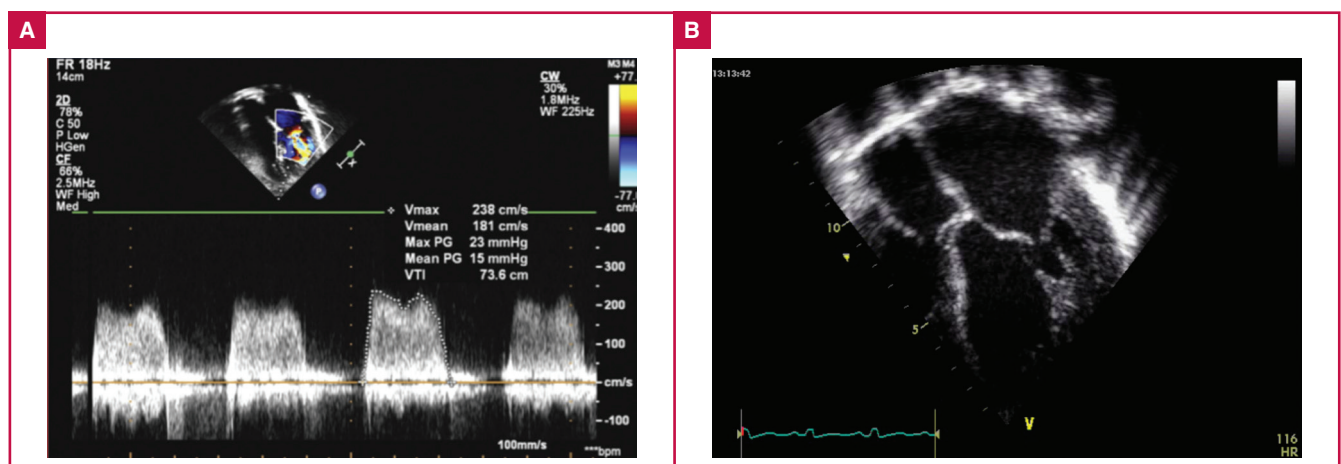 A
FR 18Hz
14cm
2D
78%
C 50
P Low
HGen
CF
66%
2.5MHz
WF High
Med
CW
30%
1.8MHz
WF 225Hz
M3 M4
+77.
-77.
cm/s
Vmax 238 cm/s
Vmean 181 cm/s
Max PG 23 mmHg
Mean PG 15 mmHg
VTI 73.6 cm
-400
-300
-200
-100
-cm/s
--100
100mm/s
***bpm
B
13:13:42
10
5
V
116
HR